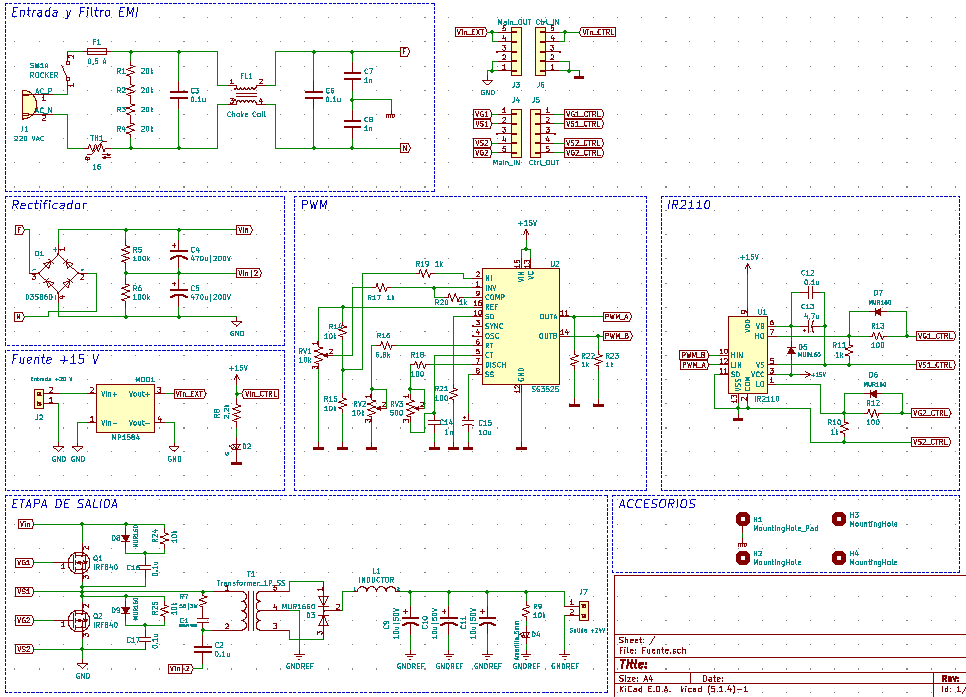 Entrada y Filtro EMI
F1
0,5 A
SW1A
ROCKER
AC_P
AC_N
J1
220 VAC
R1 20k
R2 20k
R3 20k
R4 20k
TH1
16
C3
0.1u
FL1
Choke Coil
C6
0.1u
C7
1n
C8
1n
F
N
Main_OUT Ctrl_IN
Vin_EXT
Vin_CTRL
GND
J3 J6
J4 J5
VG1
VS1
VS2
VG2
VG1_CTRL
VS1_CTRL
VS2_CTRL
VG2_CTRL
Main_IN Ctrl_OUT
Rectificador
F
N
D1
R5
100k
R6
100k
C4
470u|200V
C5
470u|200V
Vin
Vin|2
GND
Fuente +15 V
Entrada +20 V
J2
MOD1
Vin+ Vout+
Vin- Vout-
NP1584
Vin_EXT
GND GND GND
+15V
Vin_CTRL
R8
2.2k
D2
PWM
+15V
R19 1k
R17 1k
R20 1k
RV1
10k
R14
10k
R15
10k
R16
6.8k
R18
100
RV2
10k
RV3
500
R21
100
C14
1n
C15
10u
U2
VIN
VC
NI
INV
COMP
REF
SD
SYNC
OSC
RT
CT
DISCH
SS
OUTA
OUTB
GND
SG3525
PWM_A
PWM_B
R22
1k
R23
1k
IR2110
+15V
C12
0.1u
C13
4.7u
U1
VDD
VB
HO
HIN
LIN
SD
VS
VCC
LO
VSS
COM
IR2110
PWM_B
PWM_A
D5
MUR160
+15V
D7
MUR160
R13
100
R11
1k
D6
MUR160
R12
100
R10
1k
VG1_CTRL
VS1_CTRL
VG2_CTRL
VS2_CTRL
ETAPA DE SALIDA
Vin
VG1
VS1
VG2
VS2
Q1
IRF840
Q2
IRF840
D8
MUR160
R24
10k
C16
0.1u
D9
MUR160
R25
10k
C17
0.1u
GND
R7
C1
C2
0.1u
T1
Transformer_1P_SS
MUR1660
D3
GNDREF
L1
INDUCTOR
C9
10u|50V
C10
10u|50V
C11
10u|50V
R9
10k
D4
J7
Salida +24V
GNDREF GNDREF GNDREF GNDREF GNDREF
ACCESORIOS
H1
MountingHole_Pad
H2
MountingHole
H3
MountingHole
H4
MountingHole
Sheet: /
File: Fuente.sch
Title:
Size: A4 Date: Rev:
KiCad E.D.A. kicad (5.1.4)-1 Id: 1/